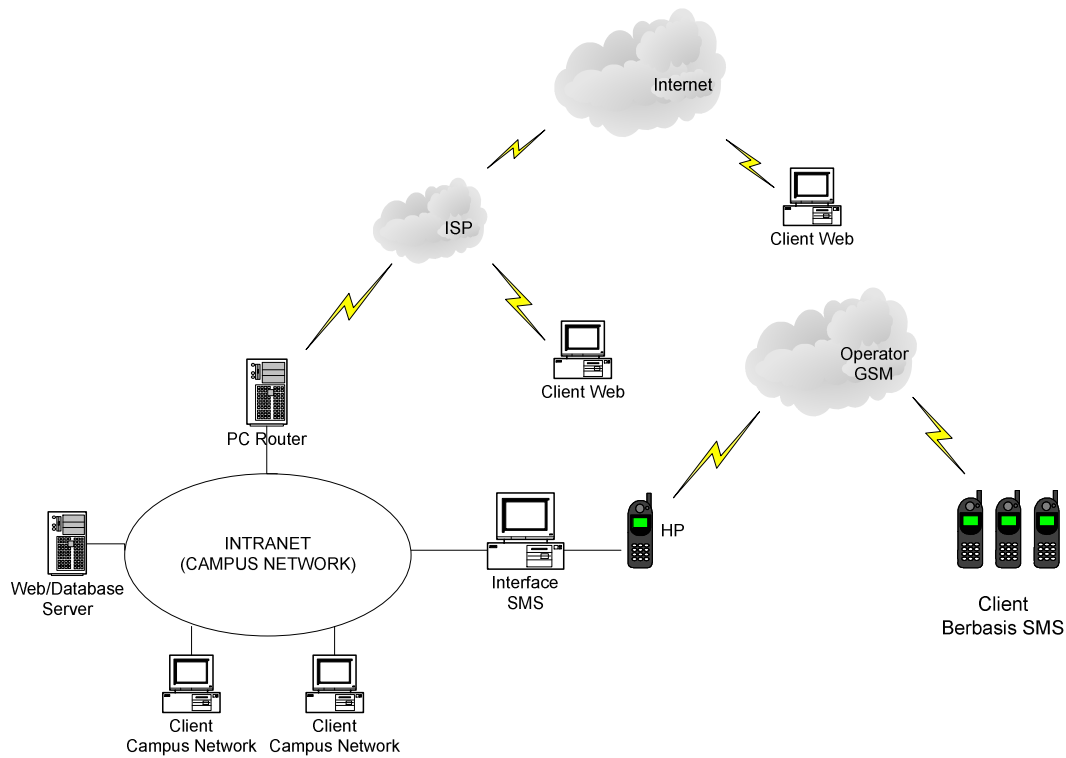 Internet
ISP
Client Web
Client Web
Operator
GSM
PC Router
HP
INTRANET
(CAMPUS NETWORK)
Web/Database
Server
Interface
SMS
Client
Berbasis SMS
Client
Campus Network
Client
Campus Network